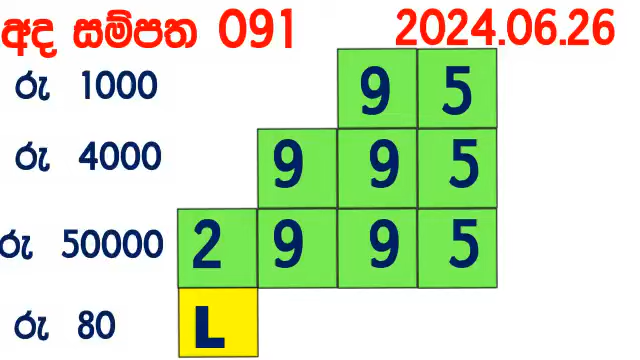 අද සම්පත 091 2024.06.26
රු 1000 9 5
රු 4000 9 9 5
රු 50000 2 9 9 5
රු 80 L